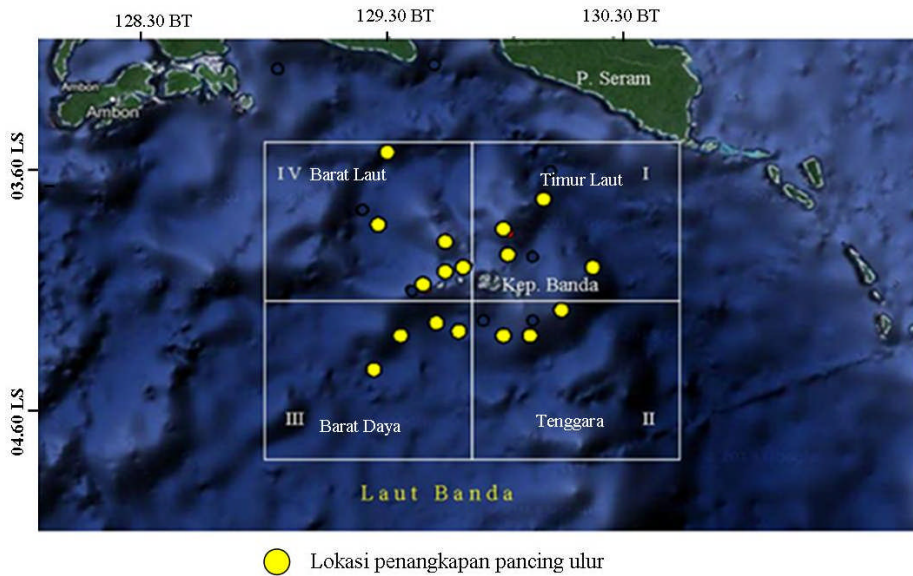 128.30 BT 129.30 BT 130.30 BT
P. Seram
Ambon
Ambon
03.60 LS
IV Barat Laut
Timur Laut I
Kep. Banda
04.60 LS
III Barat Daya
Tenggara II
Laut Banda
Lokasi penangkapan pancing ulur